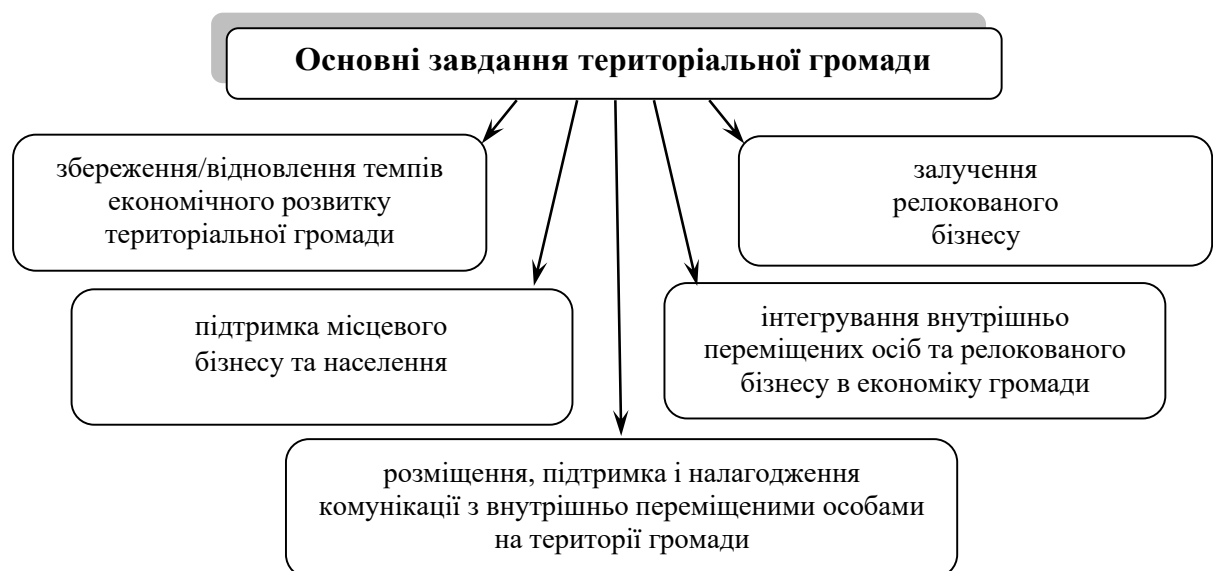 Основні завдання територіальної громади
збереження/відновлення темпів
економічного розвитку
територіальної громади
залучення
релокованого
бізнесу
підтримка місцевого
бізнесу та населення
інтегрування внутрішньо
переміщених осіб та релокованого
бізнесу в економіку громади
розміщення, підтримка і налагодження
комунікації з внутрішньо переміщеними особами
на території громади